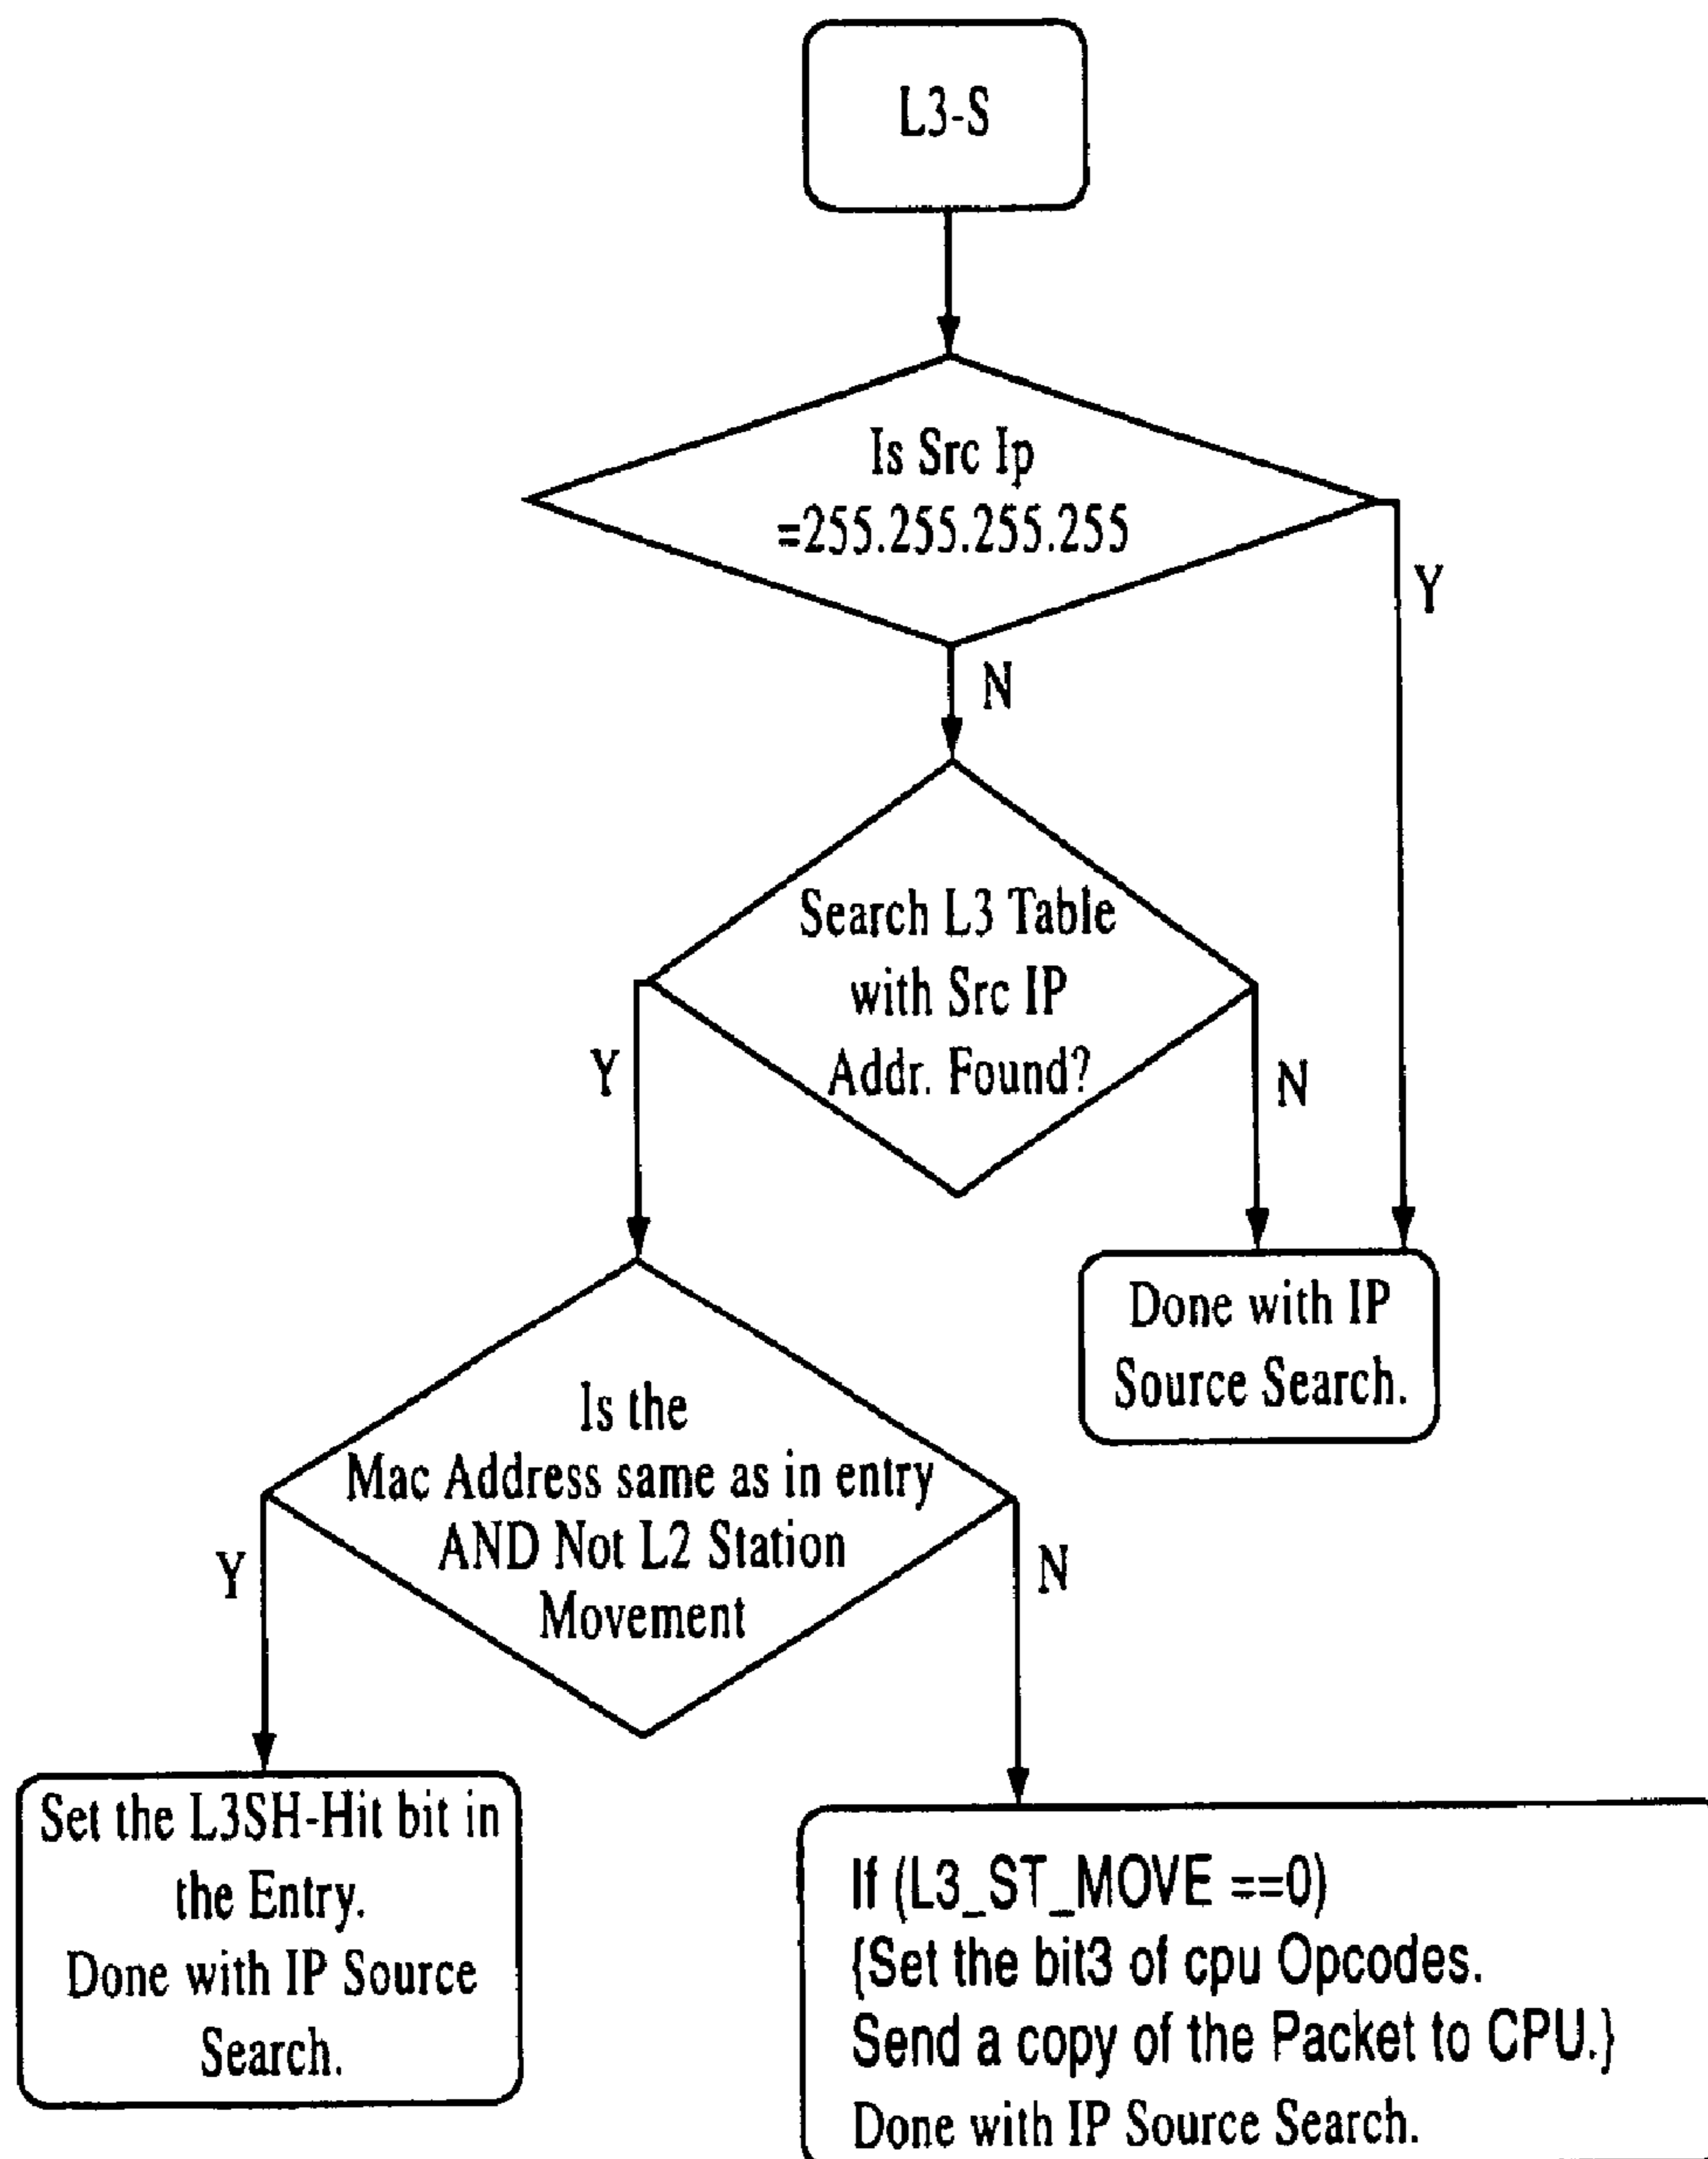 L3-S
Is Src Ip
=255.255.255.255
Y
N
Search L3 Table
with Src IP
Addr. Found?
Y
N
Done with IP
Source Search.
Is the
Mac Address same as in entry
AND Not L2 Station
Movement
Y
N
Set the L3SH-Hit bit in
the Entry.
Done with IP Source
Search.
If (L3_ST_MOVE ==0)
{Set the bit3 of cpu Opcodes.
Send a copy of the Packet to CPU.}
Done with IP Source Search.